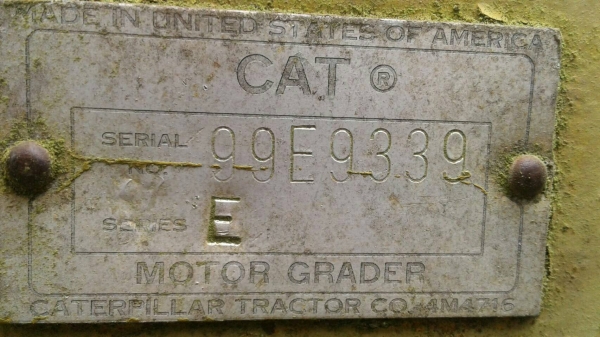 MADE IN UNITED STATES OF AMERICA
CAT ®
SERIAL NO. 99E9339
SERIES E
MOTOR GRADER
CATERPILLAR TRACTOR CO. 4M4716